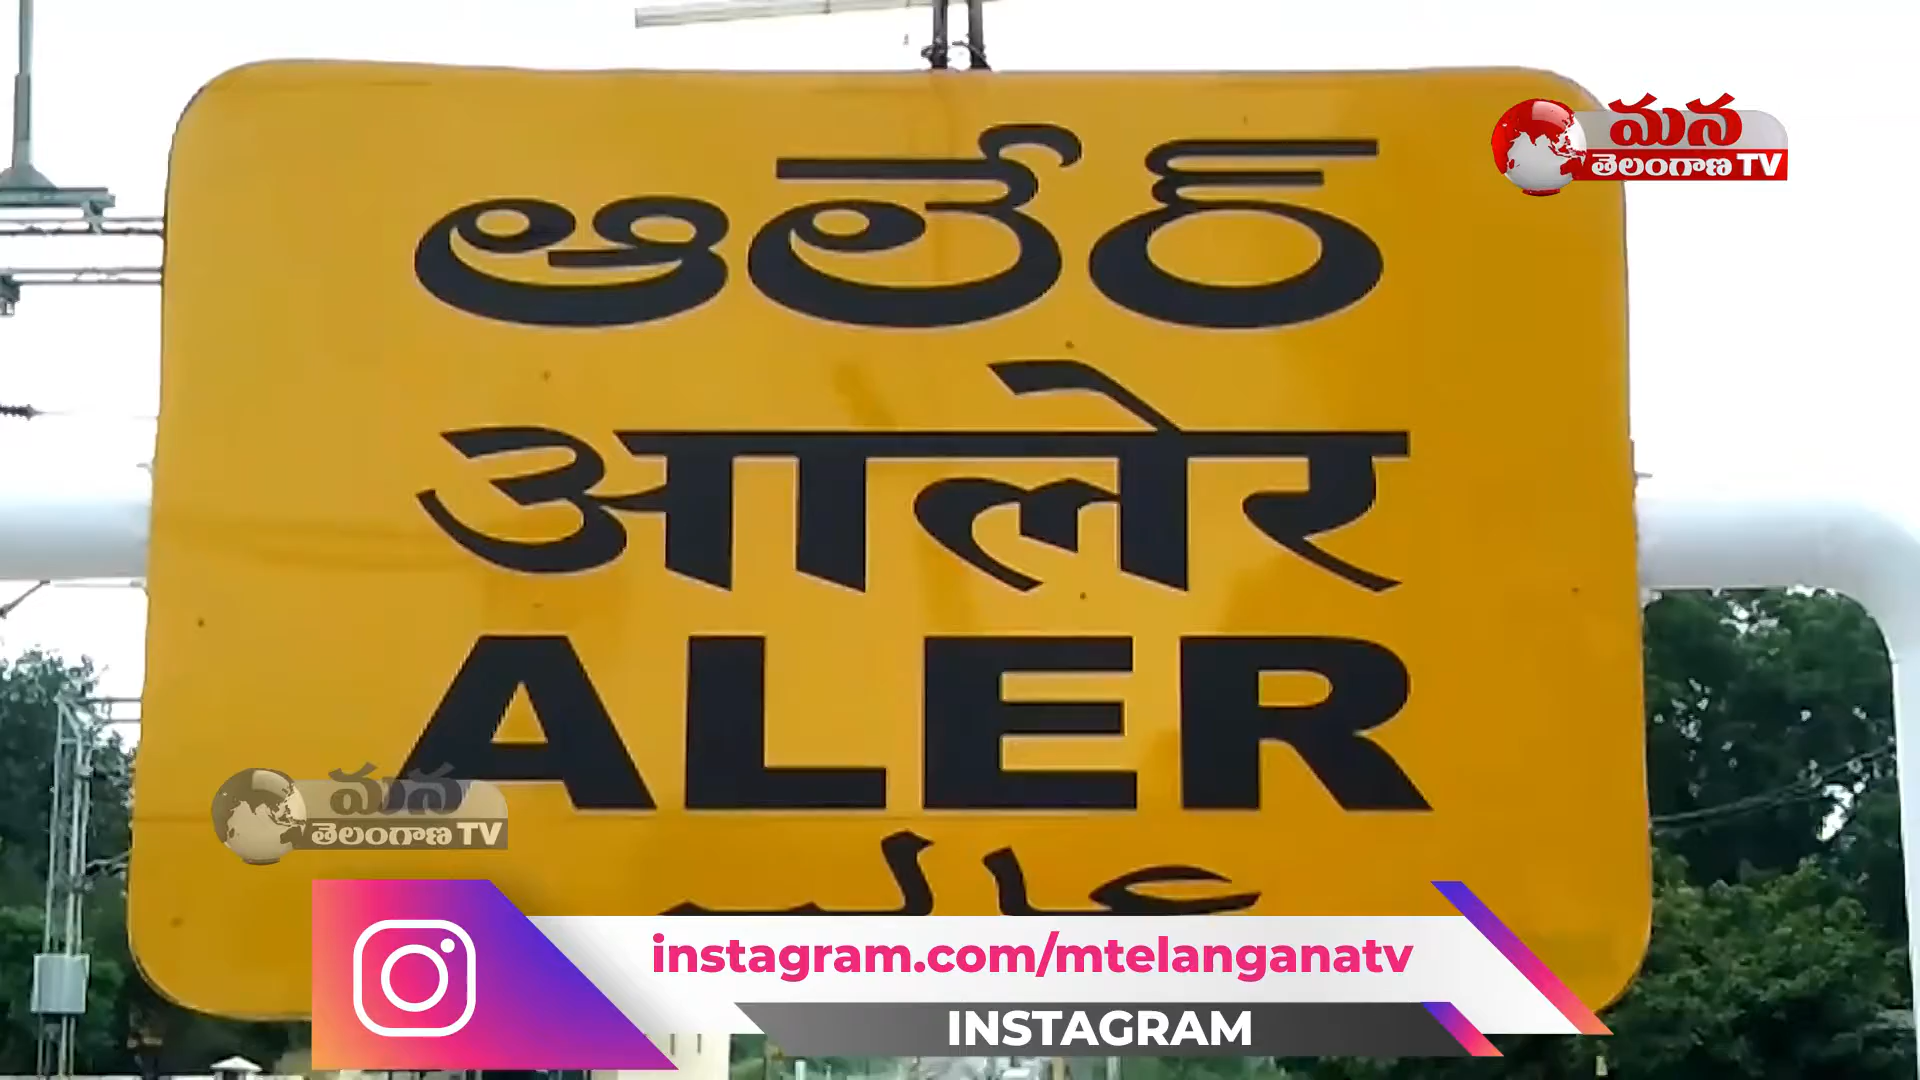 ఆలేర్
आलेर
ALER
మన
తెలంగాణ TV
మన
తెలంగాణ TV
instagram.com/mtelanganatv
INSTAGRAM